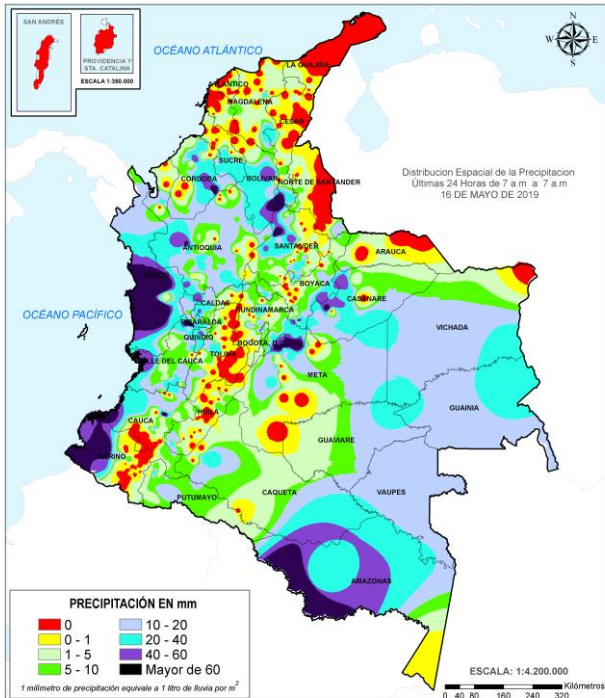 SAN ANDRÉS
PROVIDENCIA Y
STA. CATALINA
ESCALA 1:350.000
OCÉANO ATLÁNTICO
N
W E
S
LA GUAJIRA
ATLANTICO
MAGDALENA
CESAR
SUCRE
CORDOBA
BOLIVAR
NORTE DE SANTANDER
Distribucion Espacial de la Precipitacion
Últimas 24 Horas de 7 a.m a 7 a.m
16 DE MAYO DE 2019
ANTIOQUIA
SANTANDER
ARAUCA
CHOCO
BOYACA
CASANARE
OCÉANO PACÍFICO
CALDAS
CUNDINAMARCA
RISARALDA
VICHADA
QUINDIO
BOGOTA, D.C.
TOLIMA
VALLE DEL CAUCA
META
GUAINIA
CAUCA
HUILA
GUAVIARE
NARIÑO
PUTUMAYO
CAQUETA
VAUPES
AMAZONAS
PRECIPITACIÓN EN mm
0 10 - 20
0 - 1 20 - 40
1 - 5 40 - 60
5 - 10 Mayor de 60
1 milimetro de precipitación equivale a 1 litro de lluvia por m²
ESCALA: 1:4.200.000
Kilómetros
0 40 80 160 240 320